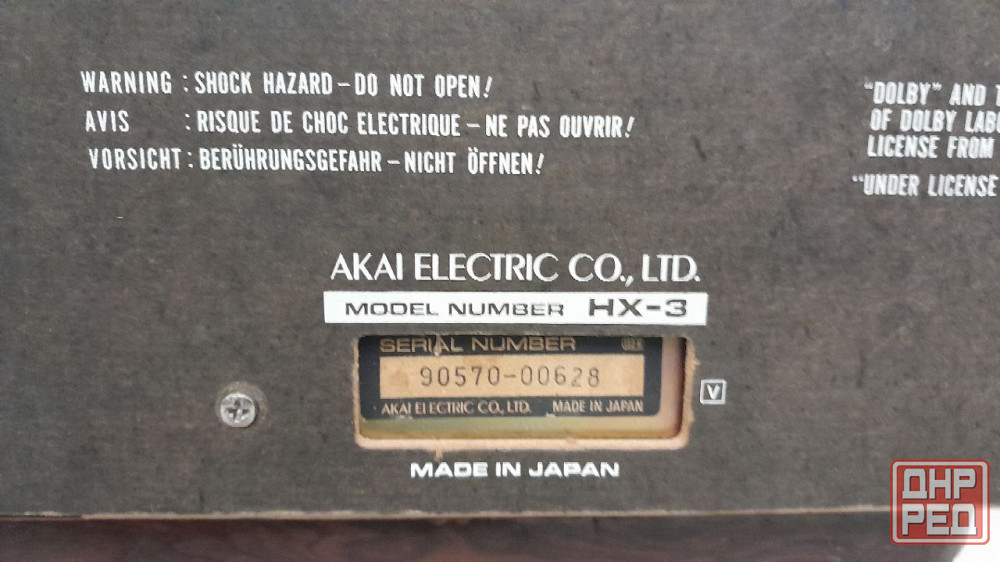 WARNING : SHOCK HAZARD – DO NOT OPEN!
AVIS : RISQUE DE CHOC ELECTRIQUE – NE PAS OUVRIR!
VORSICHT : BERÜHRUNGSGEFAHR – NICHT ÖFFNEN!
"DOLBY" AND
OF DOLBY LAB
LICENSE FROM
"UNDER LICENSE
AKAI ELECTRIC CO., LTD.
MODEL NUMBER HX-3
SERIAL NUMBER
90570-00628
AKAI ELECTRIC CO., LTD. MADE IN JAPAN
V
MADE IN JAPAN
ДНР
РЕД